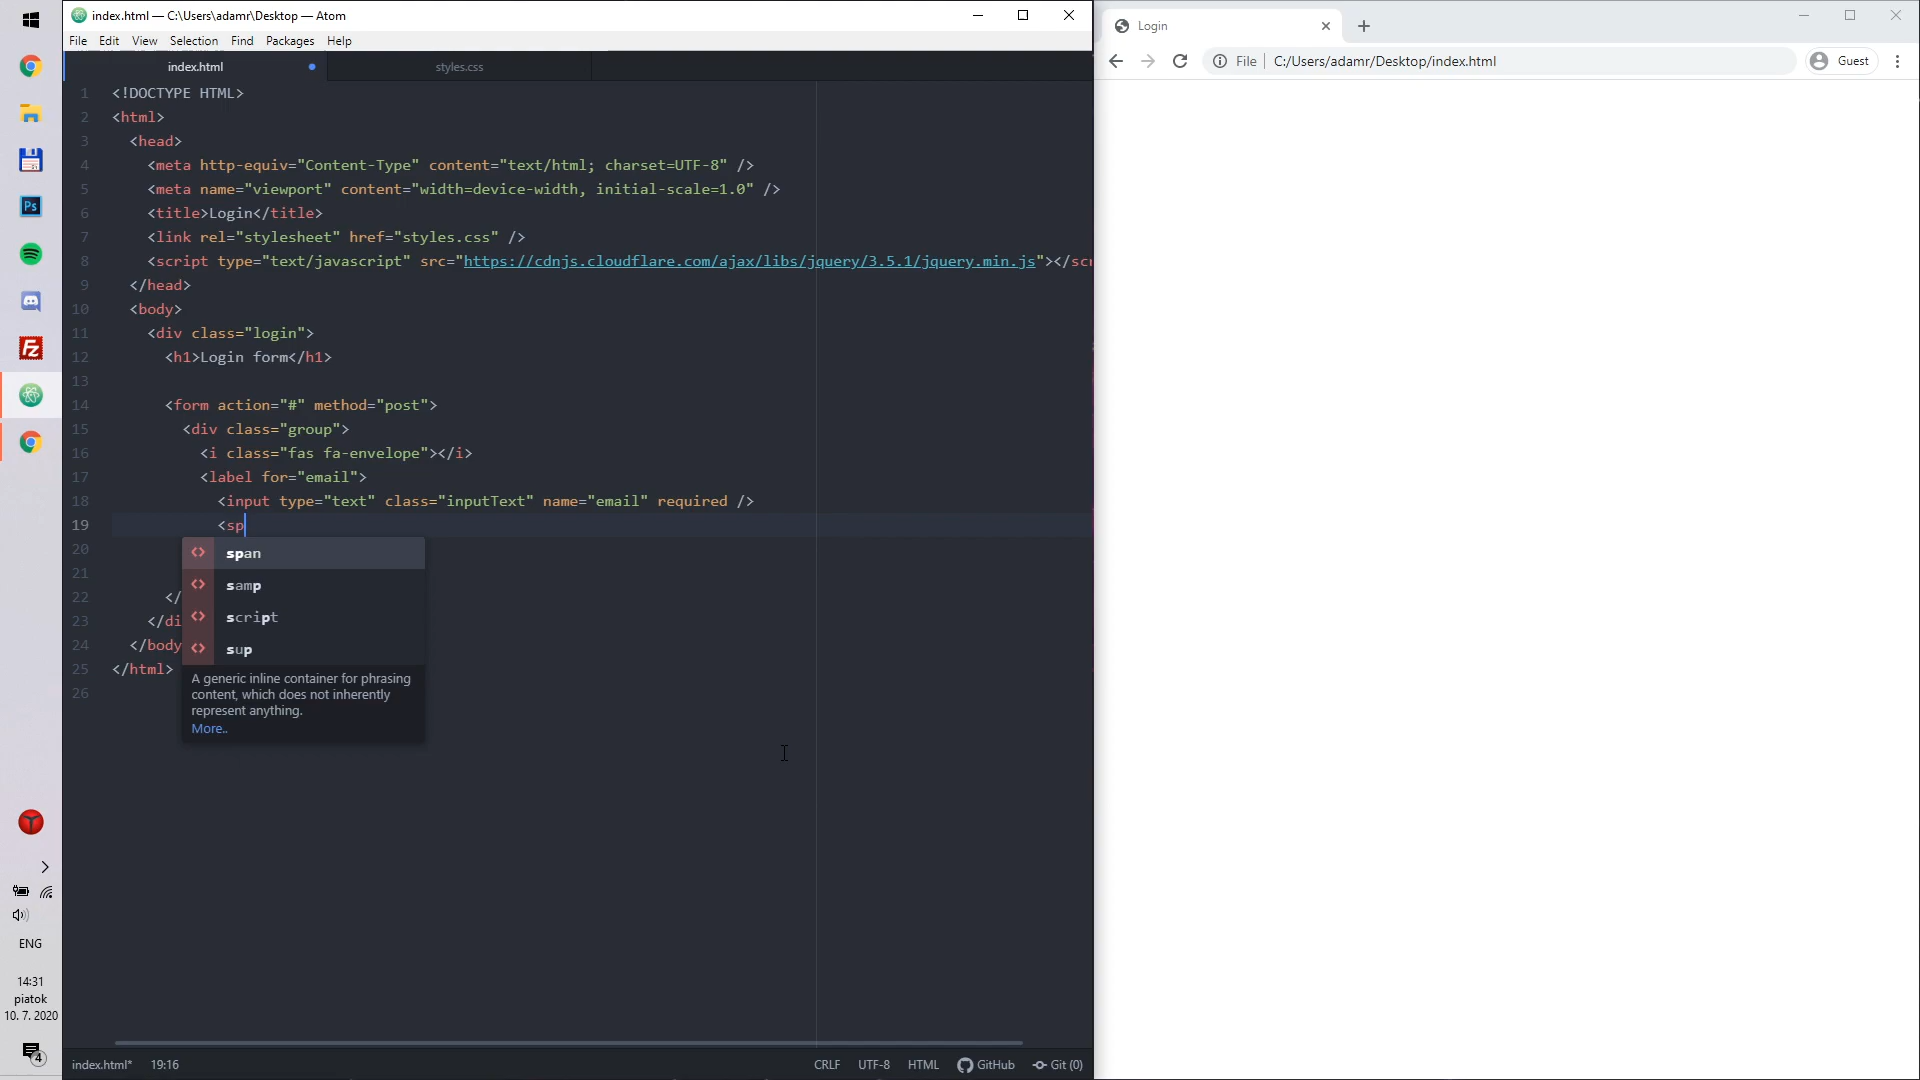 index.html — C:\Users\adamr\Desktop — Atom
File Edit View Selection Find Packages Help
index.html
styles.css
1 <!DOCTYPE HTML>
2 <html>
3 <head>
4 <meta http-equiv="Content-Type" content="text/html; charset=UTF-8" />
5 <meta name="viewport" content="width=device-width, initial-scale=1.0" />
6 <title>Login</title>
7 <link rel="stylesheet" href="styles.css" />
8 <script type="text/javascript" src="https://cdnjs.cloudflare.com/ajax/libs/jquery/3.5.1/jquery.min.js"></scr
9 </head>
10 <body>
11 <div class="login">
12 <h1>Login form</h1>
13
14 <form action="#" method="post">
15 <div class="group">
16 <i class="fas fa-envelope"></i>
17 <label for="email">
18 <input type="text" class="inputText" name="email" required />
19 <sp
20
21
22 </
23 </di
24 </body
25 </html>
26
<> span
<> samp
<> script
<> sup
A generic inline container for phrasing
content, which does not inherently
represent anything.
More..
index.html* 19:16
CRLF UTF-8 HTML GitHub Git (0)
Login
File C:/Users/adamr/Desktop/index.html
Guest
Ps
Fz
ENG
14:31
piatok
10. 7. 2020
4